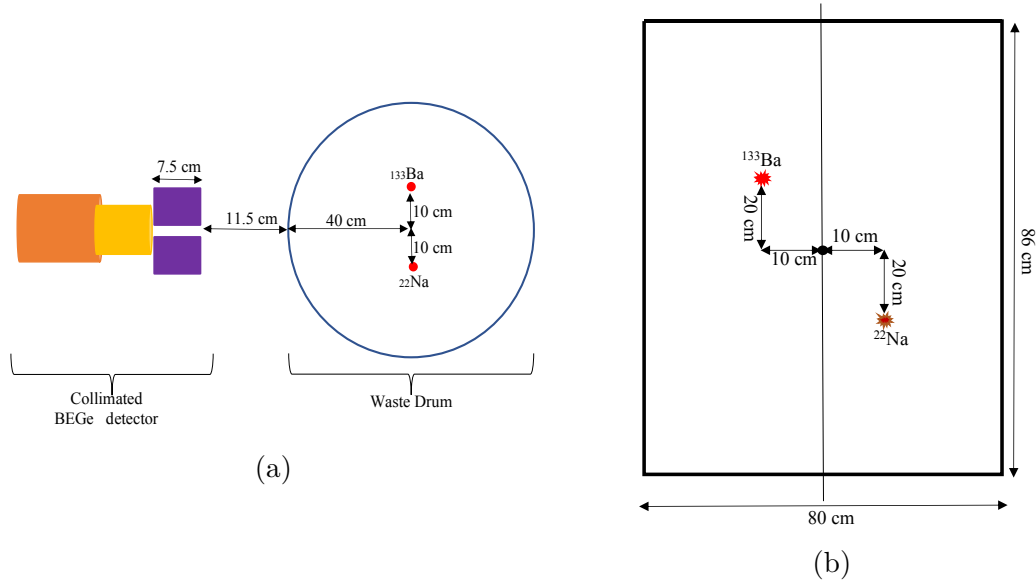 7.5 cm
11.5 cm
40 cm
¹³³Ba
10 cm
10 cm
²²Na
Collimated
BEGe detector
Waste Drum
(a)
¹³³Ba
20 cm
10 cm
10 cm
20 cm
²²Na
86 cm
80 cm
(b)